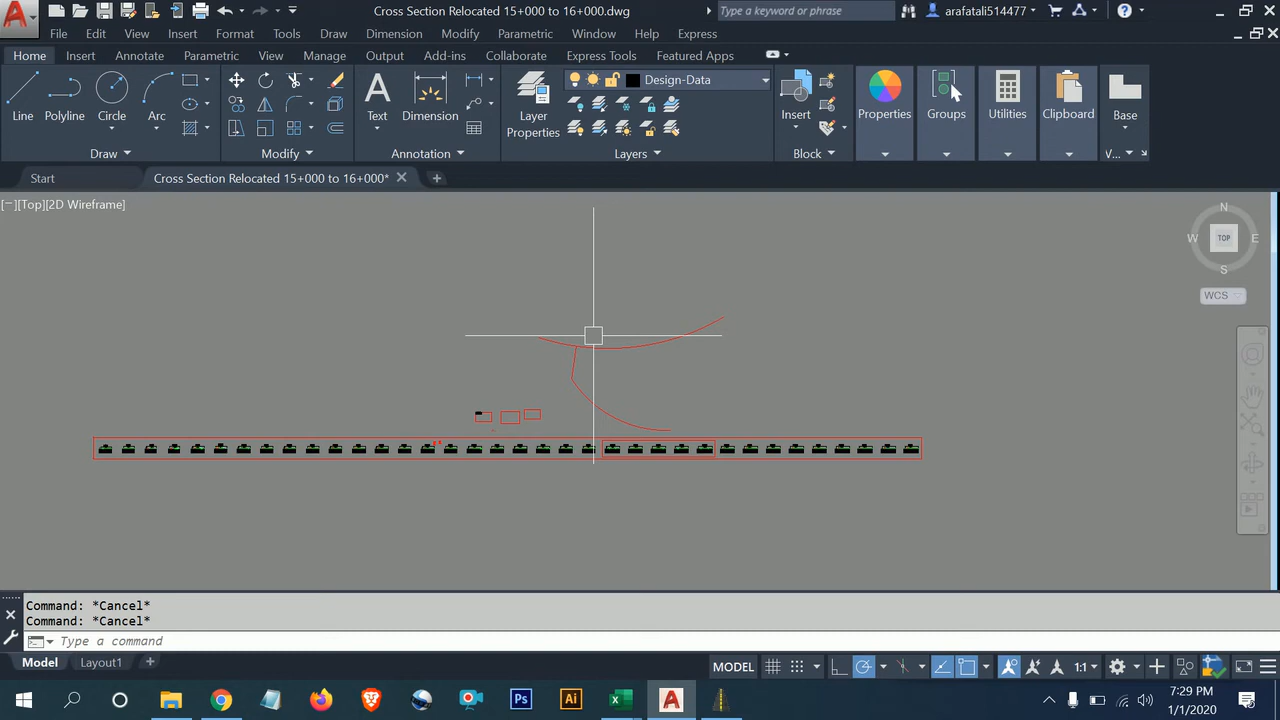 Cross Section Relocated 15+000 to 16+000.dwg
Type a keyword or phrase
arafatali514477
File Edit View Insert Format Tools Draw Dimension Modify Parametric Window Help Express
Home Insert Annotate Parametric View Manage Output Add-ins Collaborate Express Tools Featured Apps
Design-Data
Line Polyline Circle Arc Text Dimension Layer Properties Insert Properties Groups Utilities Clipboard Base
Draw Modify Annotation Layers Block V...
Start Cross Section Relocated 15+000 to 16+000*
[−][Top][2D Wireframe]
N
W TOP E
S
WCS
Command: *Cancel*
Command: *Cancel*
Type a command
Model Layout1 MODEL 1:1
Ps Ai
7:29 PM
1/1/2020